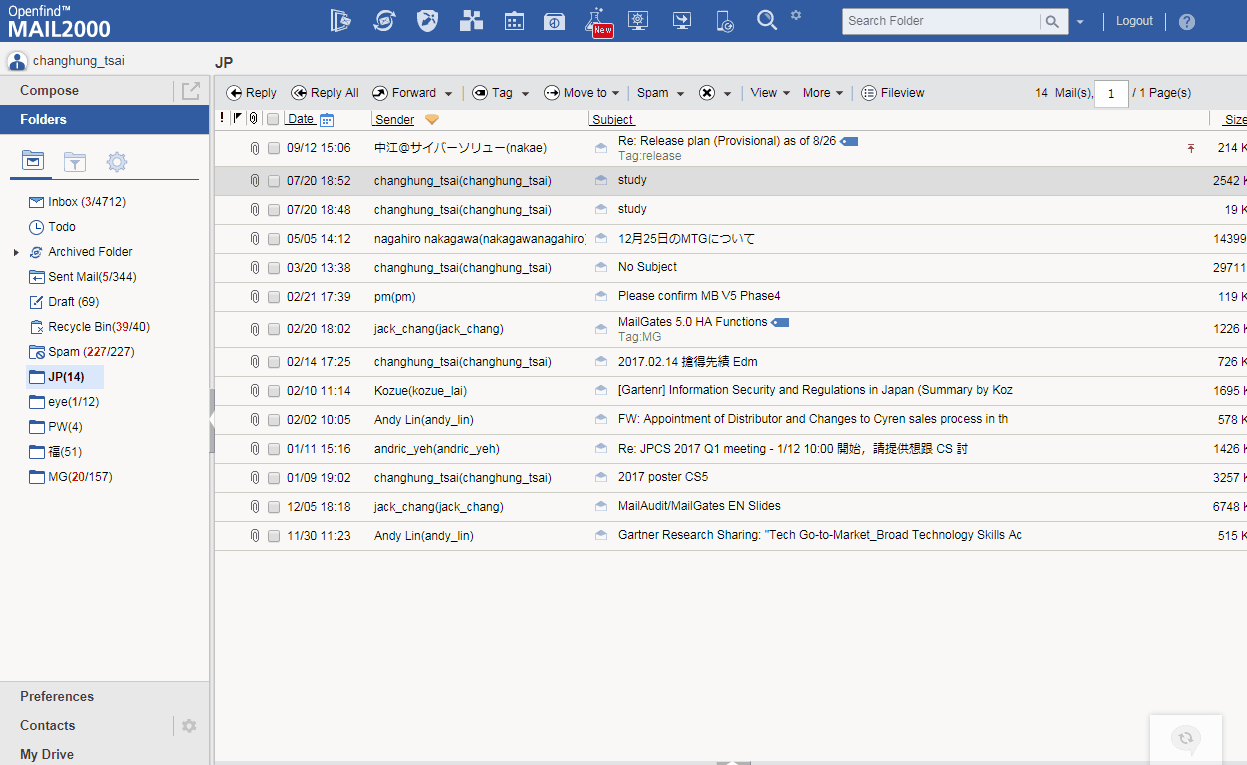 Openfind™
MAIL2000
New
Search Folder
Logout
?
changhung_tsai
JP
Compose
Folders
Reply Reply All Forward Tag Move to Spam View More Fileview 14 Mail(s), 1 / 1 Page(s)
! Date Sender Subject Size
Inbox (3/4712)
Todo
Archived Folder
Sent Mail(5/344)
Draft (69)
Recycle Bin(39/40)
Spam (227/227)
JP(14)
eye(1/12)
PW(4)
福(51)
MG(20/157)
09/12 15:06 中江@サイバーソリュー(nakae) Re: Release plan (Provisional) as of 8/26 214 K
Tag:release
07/20 18:52 changhung_tsai(changhung_tsai) study 2542 K
07/20 18:48 changhung_tsai(changhung_tsai) study 19 K
05/05 14:12 nagahiro nakagawa(nakagawanagahiro) 12月25日のMTGについて 14399
03/20 13:38 changhung_tsai(changhung_tsai) No Subject 29711
02/21 17:39 pm(pm) Please confirm MB V5 Phase4 119 K
02/20 18:02 jack_chang(jack_chang) MailGates 5.0 HA Functions 1226 K
Tag:MG
02/14 17:25 changhung_tsai(changhung_tsai) 2017.02.14 搶得先績 Edm 726 K
02/10 11:14 Kozue(kozue_lai) [Gartenr] Information Security and Regulations in Japan (Summary by Koz 1695 K
02/02 10:05 Andy Lin(andy_lin) FW: Appointment of Distributor and Changes to Cyren sales process in th 578 K
01/11 15:16 andric_yeh(andric_yeh) Re: JPCS 2017 Q1 meeting - 1/12 10:00 開始，請提供想跟 CS 討 1426 K
01/09 19:02 changhung_tsai(changhung_tsai) 2017 poster CS5 3257 K
12/05 18:18 jack_chang(jack_chang) MailAudit/MailGates EN Slides 6748 K
11/30 11:23 Andy Lin(andy_lin) Gartner Research Sharing: "Tech Go-to-Market_Broad Technology Skills Ac 515 K
Preferences
Contacts
My Drive